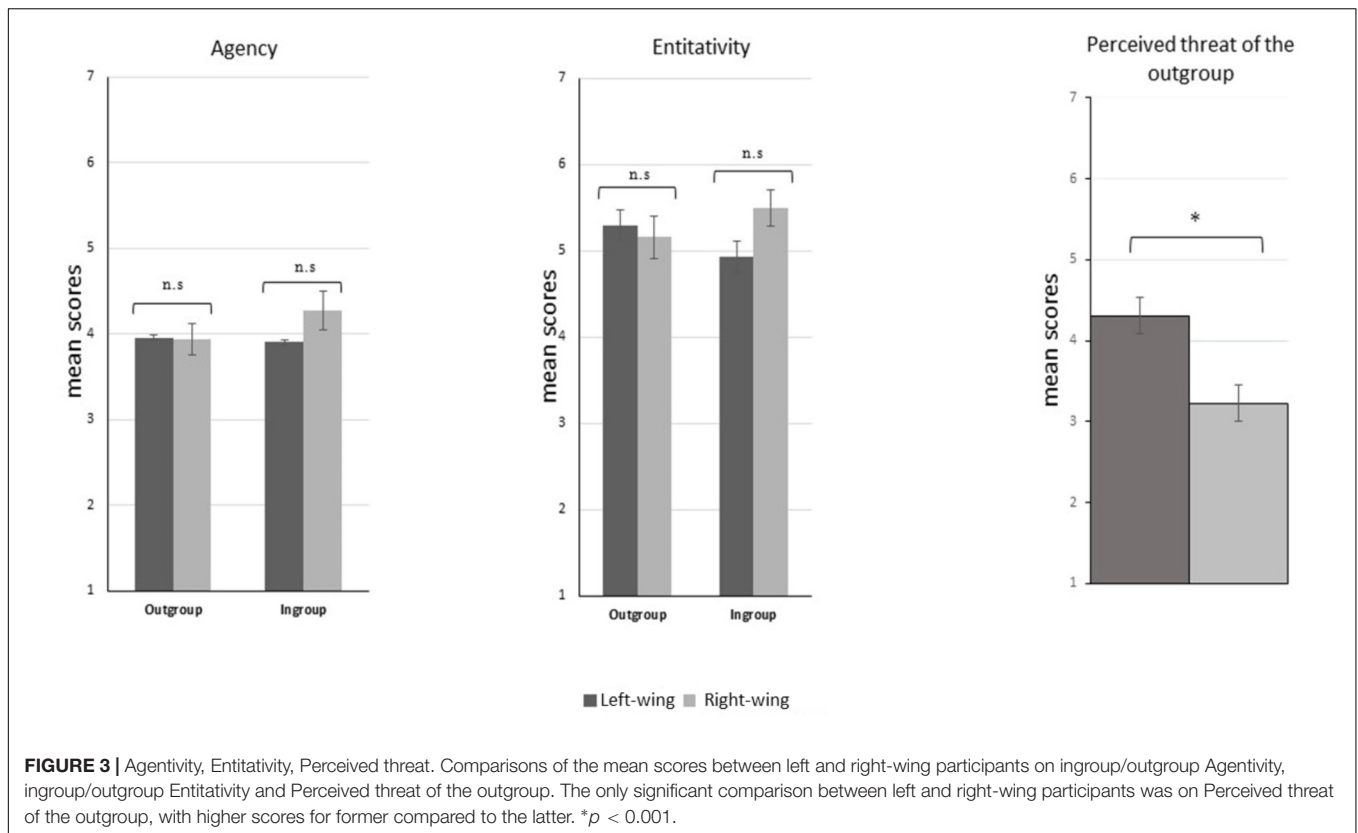 Agency
7
6
5
4
3
2
1
mean scores
n.s
n.s
Outgroup
Ingroup
Entitativity
7
6
5
4
3
2
1
mean scores
n.s
n.s
Outgroup
Ingroup
Perceived threat of the
outgroup
7
6
5
4
3
2
1
mean scores
*
Left-wing Right-wing
FIGURE 3 | Agentivity, Entitativity, Perceived threat. Comparisons of the mean scores between left and right-wing participants on ingroup/outgroup Agentivity,
ingroup/outgroup Entitativity and Perceived threat of the outgroup. The only significant comparison between left and right-wing participants was on Perceived threat
of the outgroup, with higher scores for former compared to the latter. *p < 0.001.